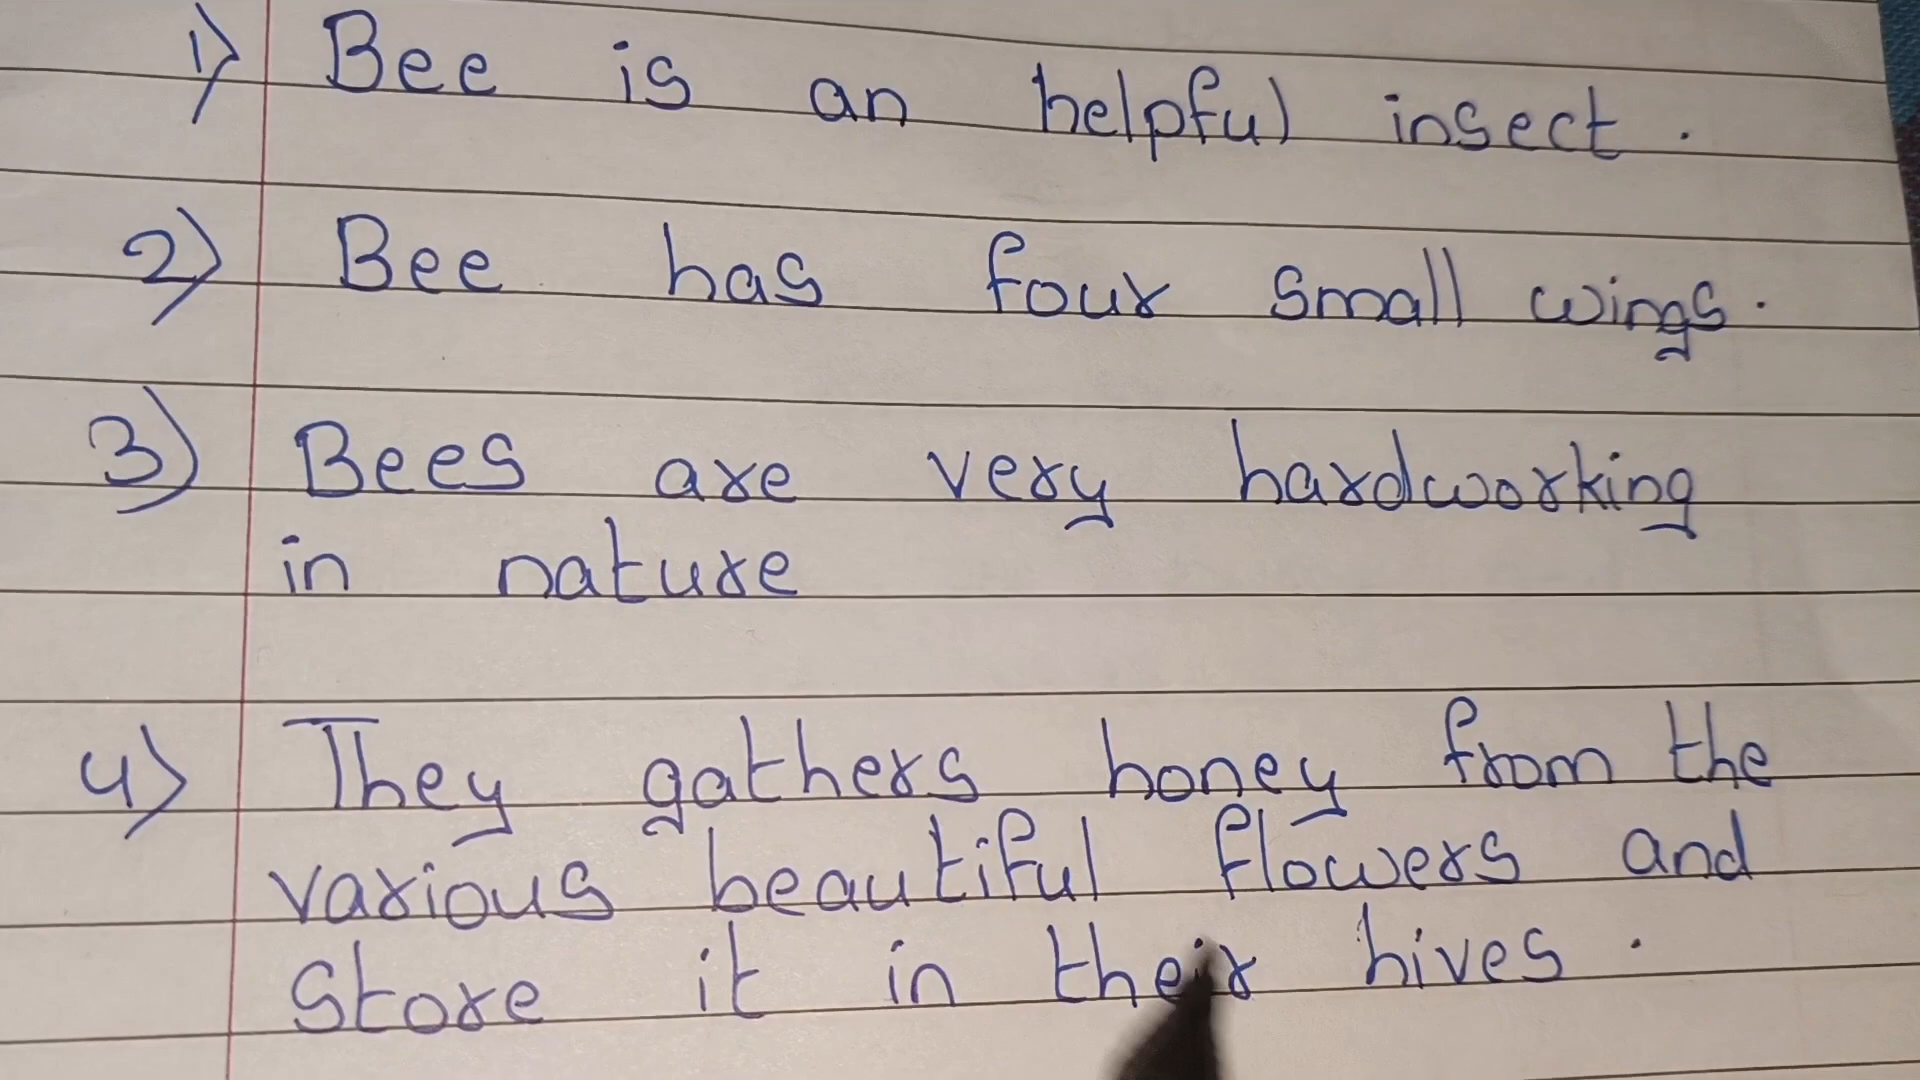 1) Bee is an helpful insect.
2) Bee has four small wings.
3) Bees are very hardworking
in nature
4) They gathers honey from the
various beautiful flowers and
store it in their hives.